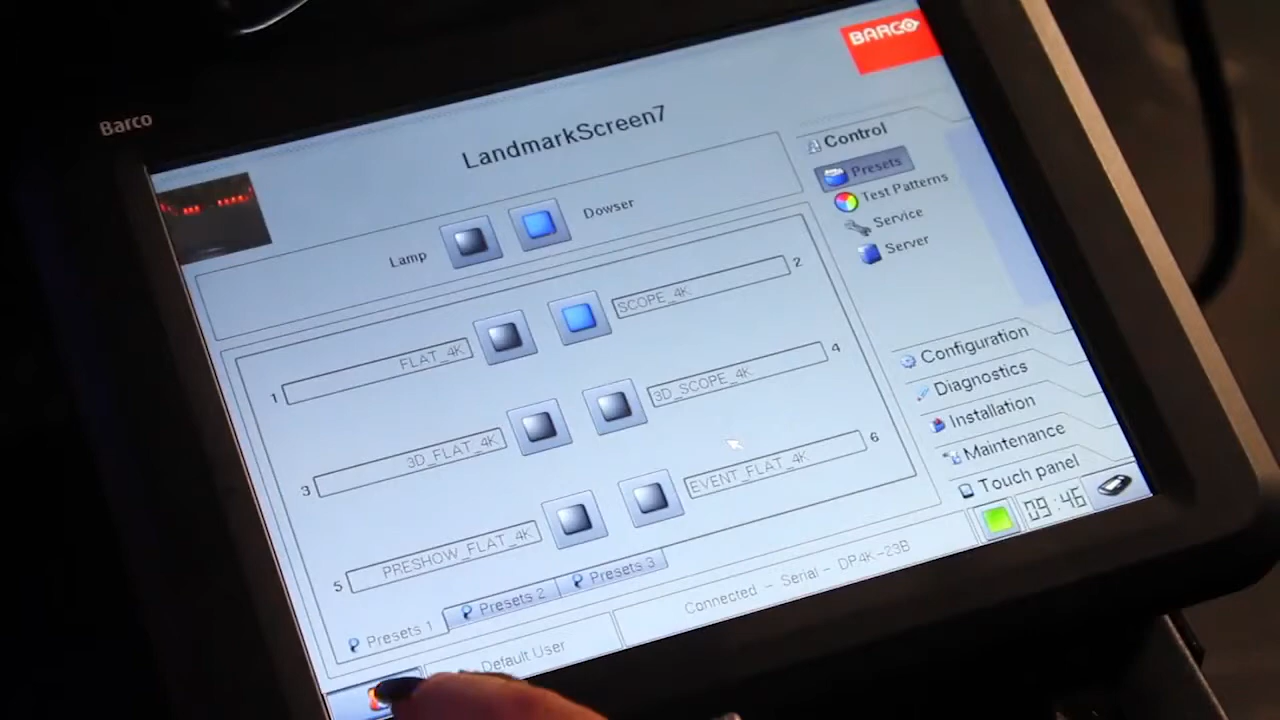 BARCO
Barco
LandmarkScreen7
Lamp
Dowser
1
FLAT_4K
SCOPE_4K
2
3
3D_FLAT_4K
3D_SCOPE_4K
4
5
PRESHOW_FLAT_4K
EVENT_FLAT_4K
6
Presets 1
Presets 2
Presets 3
Control
Presets
Test Patterns
Service
Server
Configuration
Diagnostics
Installation
Maintenance
Touch panel
Default User
Connected - Serial - DP4K-23B
09:46